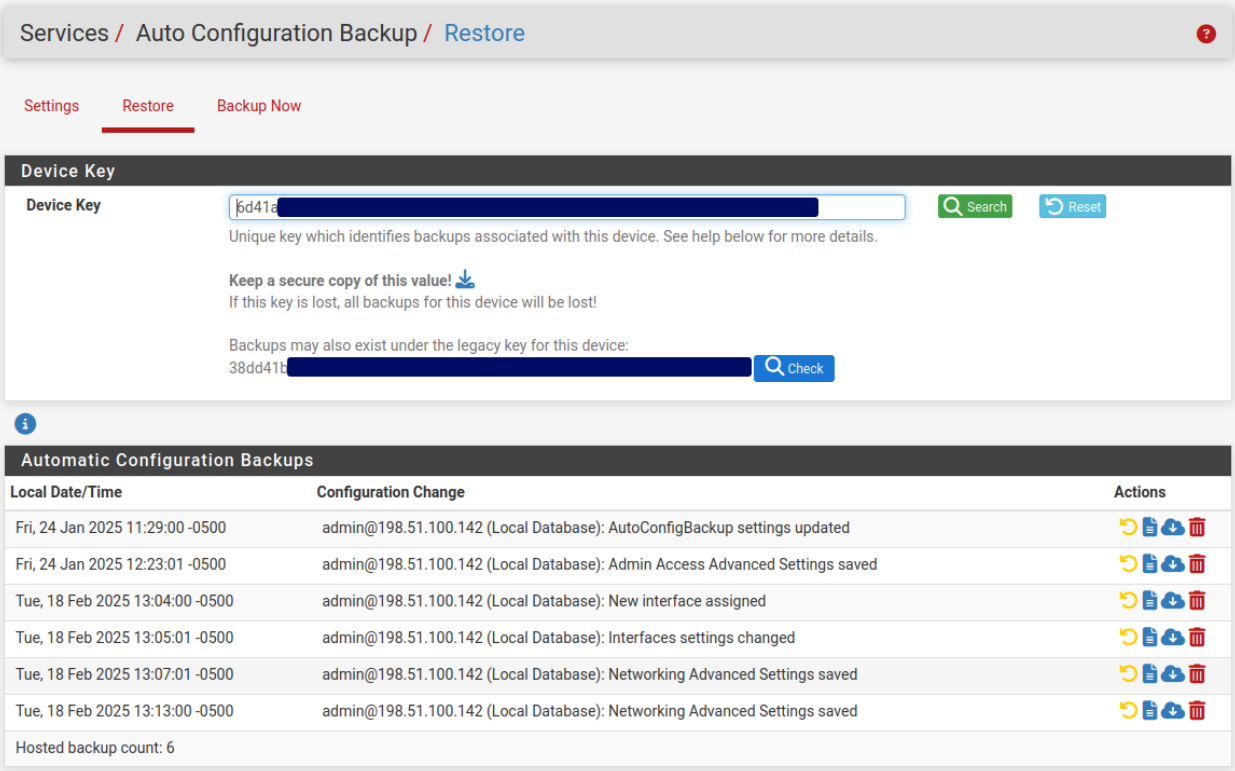 Services / Auto Configuration Backup / Restore
Settings Restore Backup Now
Device Key
Device Key 6d41a Search Reset
Unique key which identifies backups associated with this device. See help below for more details.
Keep a secure copy of this value!
If this key is lost, all backups for this device will be lost!
Backups may also exist under the legacy key for this device:
38dd41b Check
Automatic Configuration Backups
Local Date/Time Configuration Change Actions
Fri, 24 Jan 2025 11:29:00 -0500 admin@198.51.100.142 (Local Database): AutoConfigBackup settings updated
Fri, 24 Jan 2025 12:23:01 -0500 admin@198.51.100.142 (Local Database): Admin Access Advanced Settings saved
Tue, 18 Feb 2025 13:04:00 -0500 admin@198.51.100.142 (Local Database): New interface assigned
Tue, 18 Feb 2025 13:05:01 -0500 admin@198.51.100.142 (Local Database): Interfaces settings changed
Tue, 18 Feb 2025 13:07:01 -0500 admin@198.51.100.142 (Local Database): Networking Advanced Settings saved
Tue, 18 Feb 2025 13:13:00 -0500 admin@198.51.100.142 (Local Database): Networking Advanced Settings saved
Hosted backup count: 6